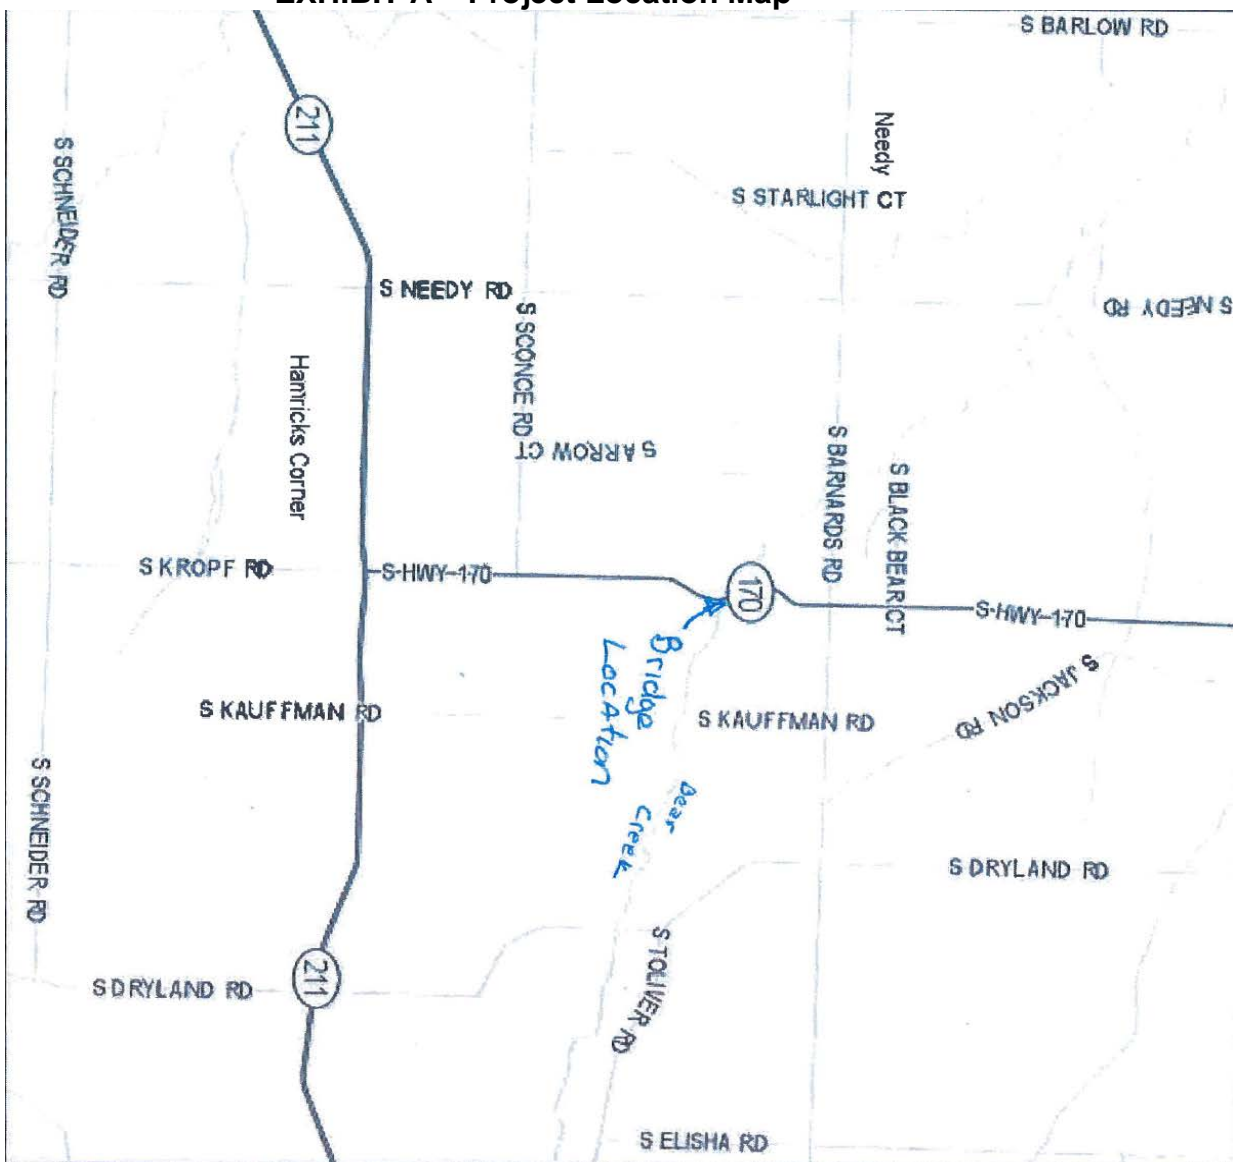 EXHIBIT A – Project Location Map
S BARLOW RD
211
Needy
S SCHNEIDER RD
S STARLIGHT CT
S NEEDY RD
S NEEDY RD
S SCONCE RD
Hamricks Corner
S ARROW CT
S BARNARDS RD
S BLACK BEAR CT
S KROPF RD
S-HWY-170
170
S-HWY-170
Bridge
Location
S JACKSON RD
S KAUFFMAN RD
S KAUFFMAN RD
Bear
Creek
S SCHNEIDER RD
S DRYLAND RD
S TOLIVER RD
S DRYLAND RD
211
S ELISHA RD